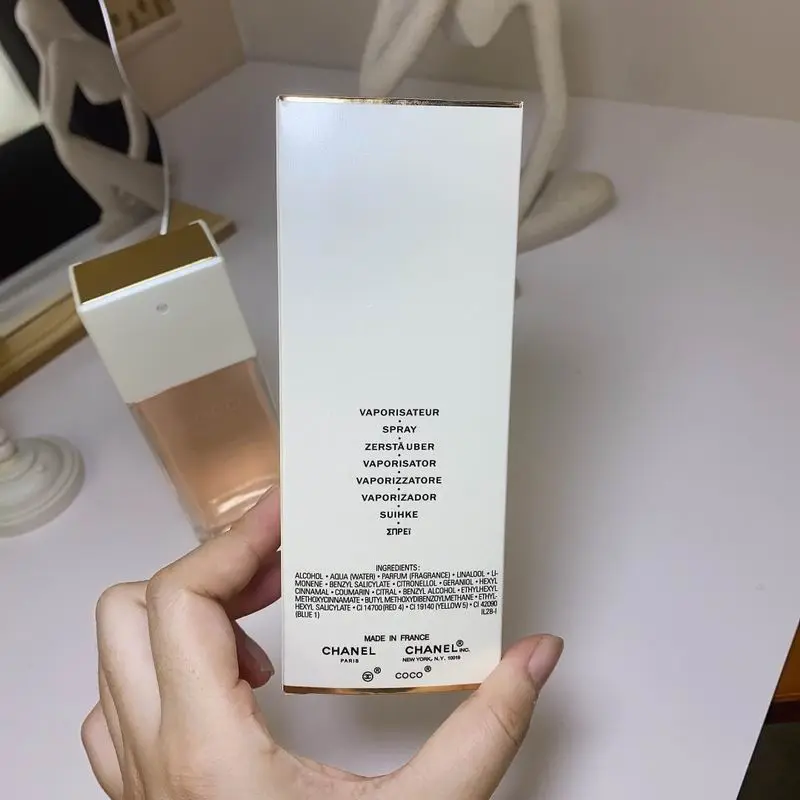 VAPORISATEUR
SPRAY
ZERSTÄUBER
VAPORISATOR
VAPORIZZATORE
VAPORIZADOR
SUIHKE
ΣΠΡΕΪ
INGREDIENTS:
ALCOHOL • AQUA (WATER) • PARFUM (FRAGRANCE) • LINALOOL • LI-
MONENE • BENZYL SALICYLATE • CITRONELLOL • GERANIOL • HEXYL
CINNAMAL • COUMARIN • CITRAL • BENZYL ALCOHOL • ETHYLHEXYL
METHOXYCINNAMATE • BUTYL METHOXYDIBENZOYLMETHANE • ETHYL-
HEXYL SALICYLATE • CI 14700 (RED 4) • CI 19140 (YELLOW 5) • CI 42090
(BLUE 1) IL28-I
MADE IN FRANCE
CHANEL CHANEL® INC.
PARIS NEW YORK, N.Y. 10019
® COCO®